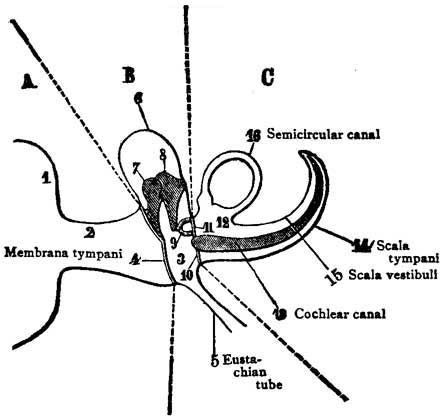 A.
B
C
6
8
7
16 Semicircular canal
1
2
12
11
9
Membrana tympani
4
3
10
14 Scala
tympani
15 Scala vestibuli
13 Cochlear canal
5 Eusta-
chian
tube